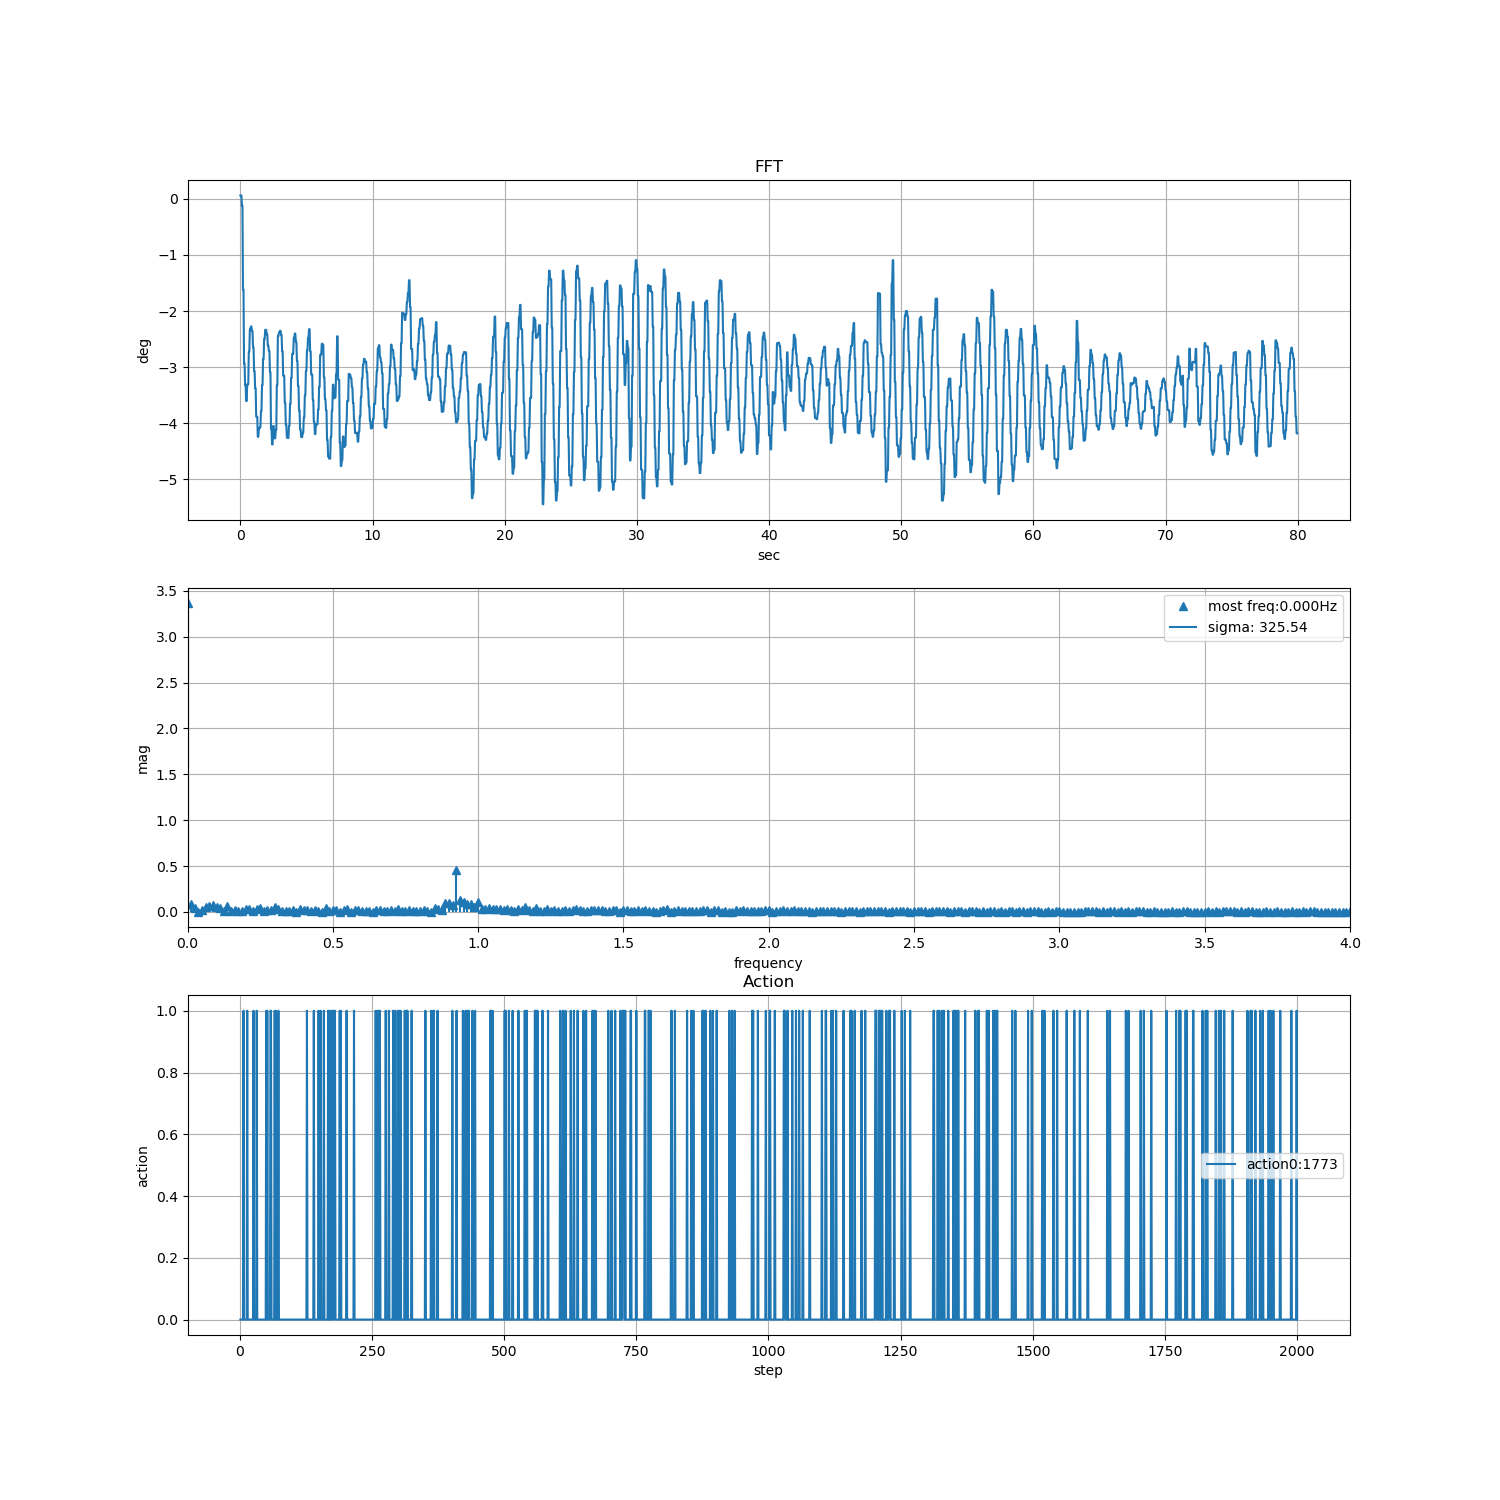 FFT
0
−1
−2
−3
−4
−5
deg
0 10 20 30 40 50 60 70 80
sec
3.5
3.0
2.5
2.0
1.5
1.0
0.5
0.0
mag
most freq:0.000Hz
sigma: 325.54
0.0 0.5 1.0 1.5 2.0 2.5 3.0 3.5 4.0
frequency
Action
1.0
0.8
0.6
0.4
0.2
0.0
action
action0:1773
0 250 500 750 1000 1250 1500 1750 2000
step